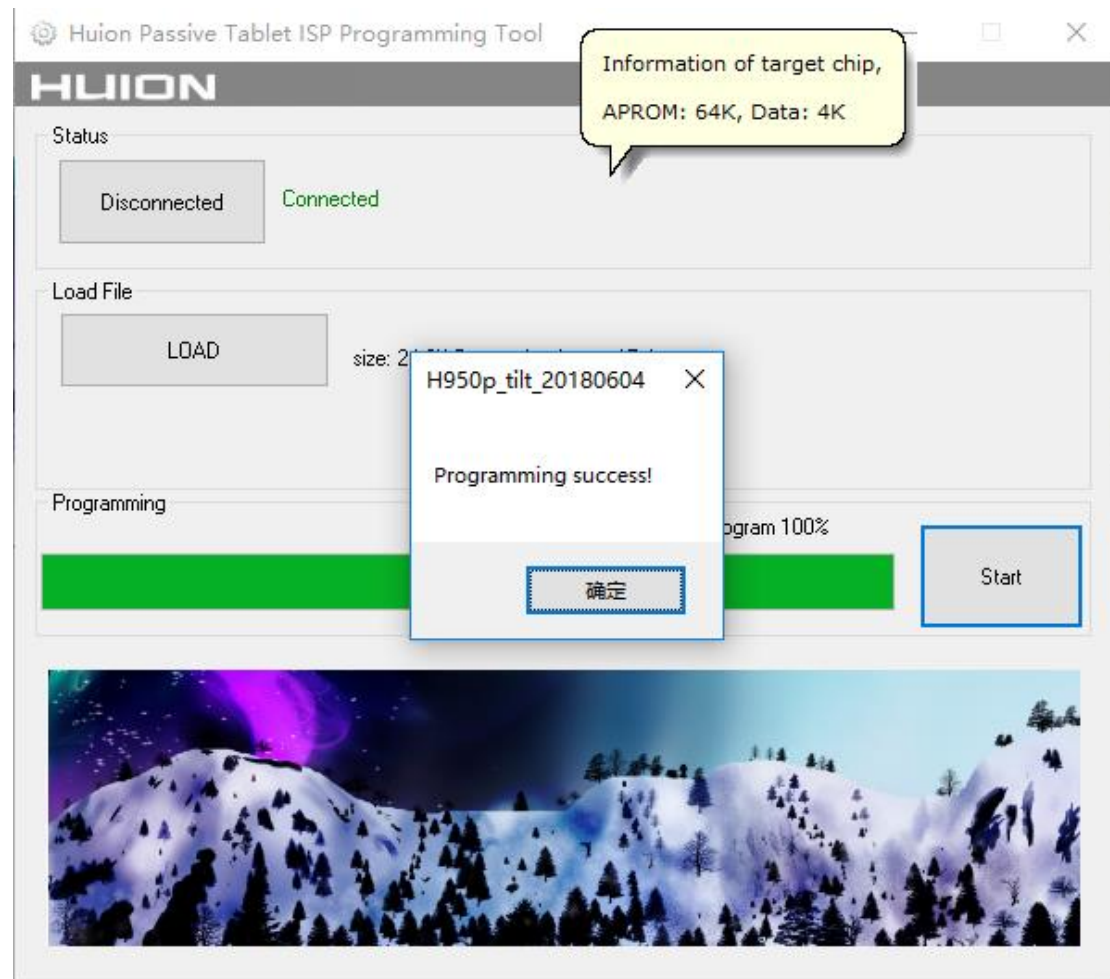 Huion Passive Tablet ISP Programming Tool
HUION
Information of target chip,
APROM: 64K, Data: 4K
Status
Disconnected
Connected
Load File
LOAD
size: 2
H950p_tilt_20180604
Programming success!
确定
Programming
ogram 100%
Start